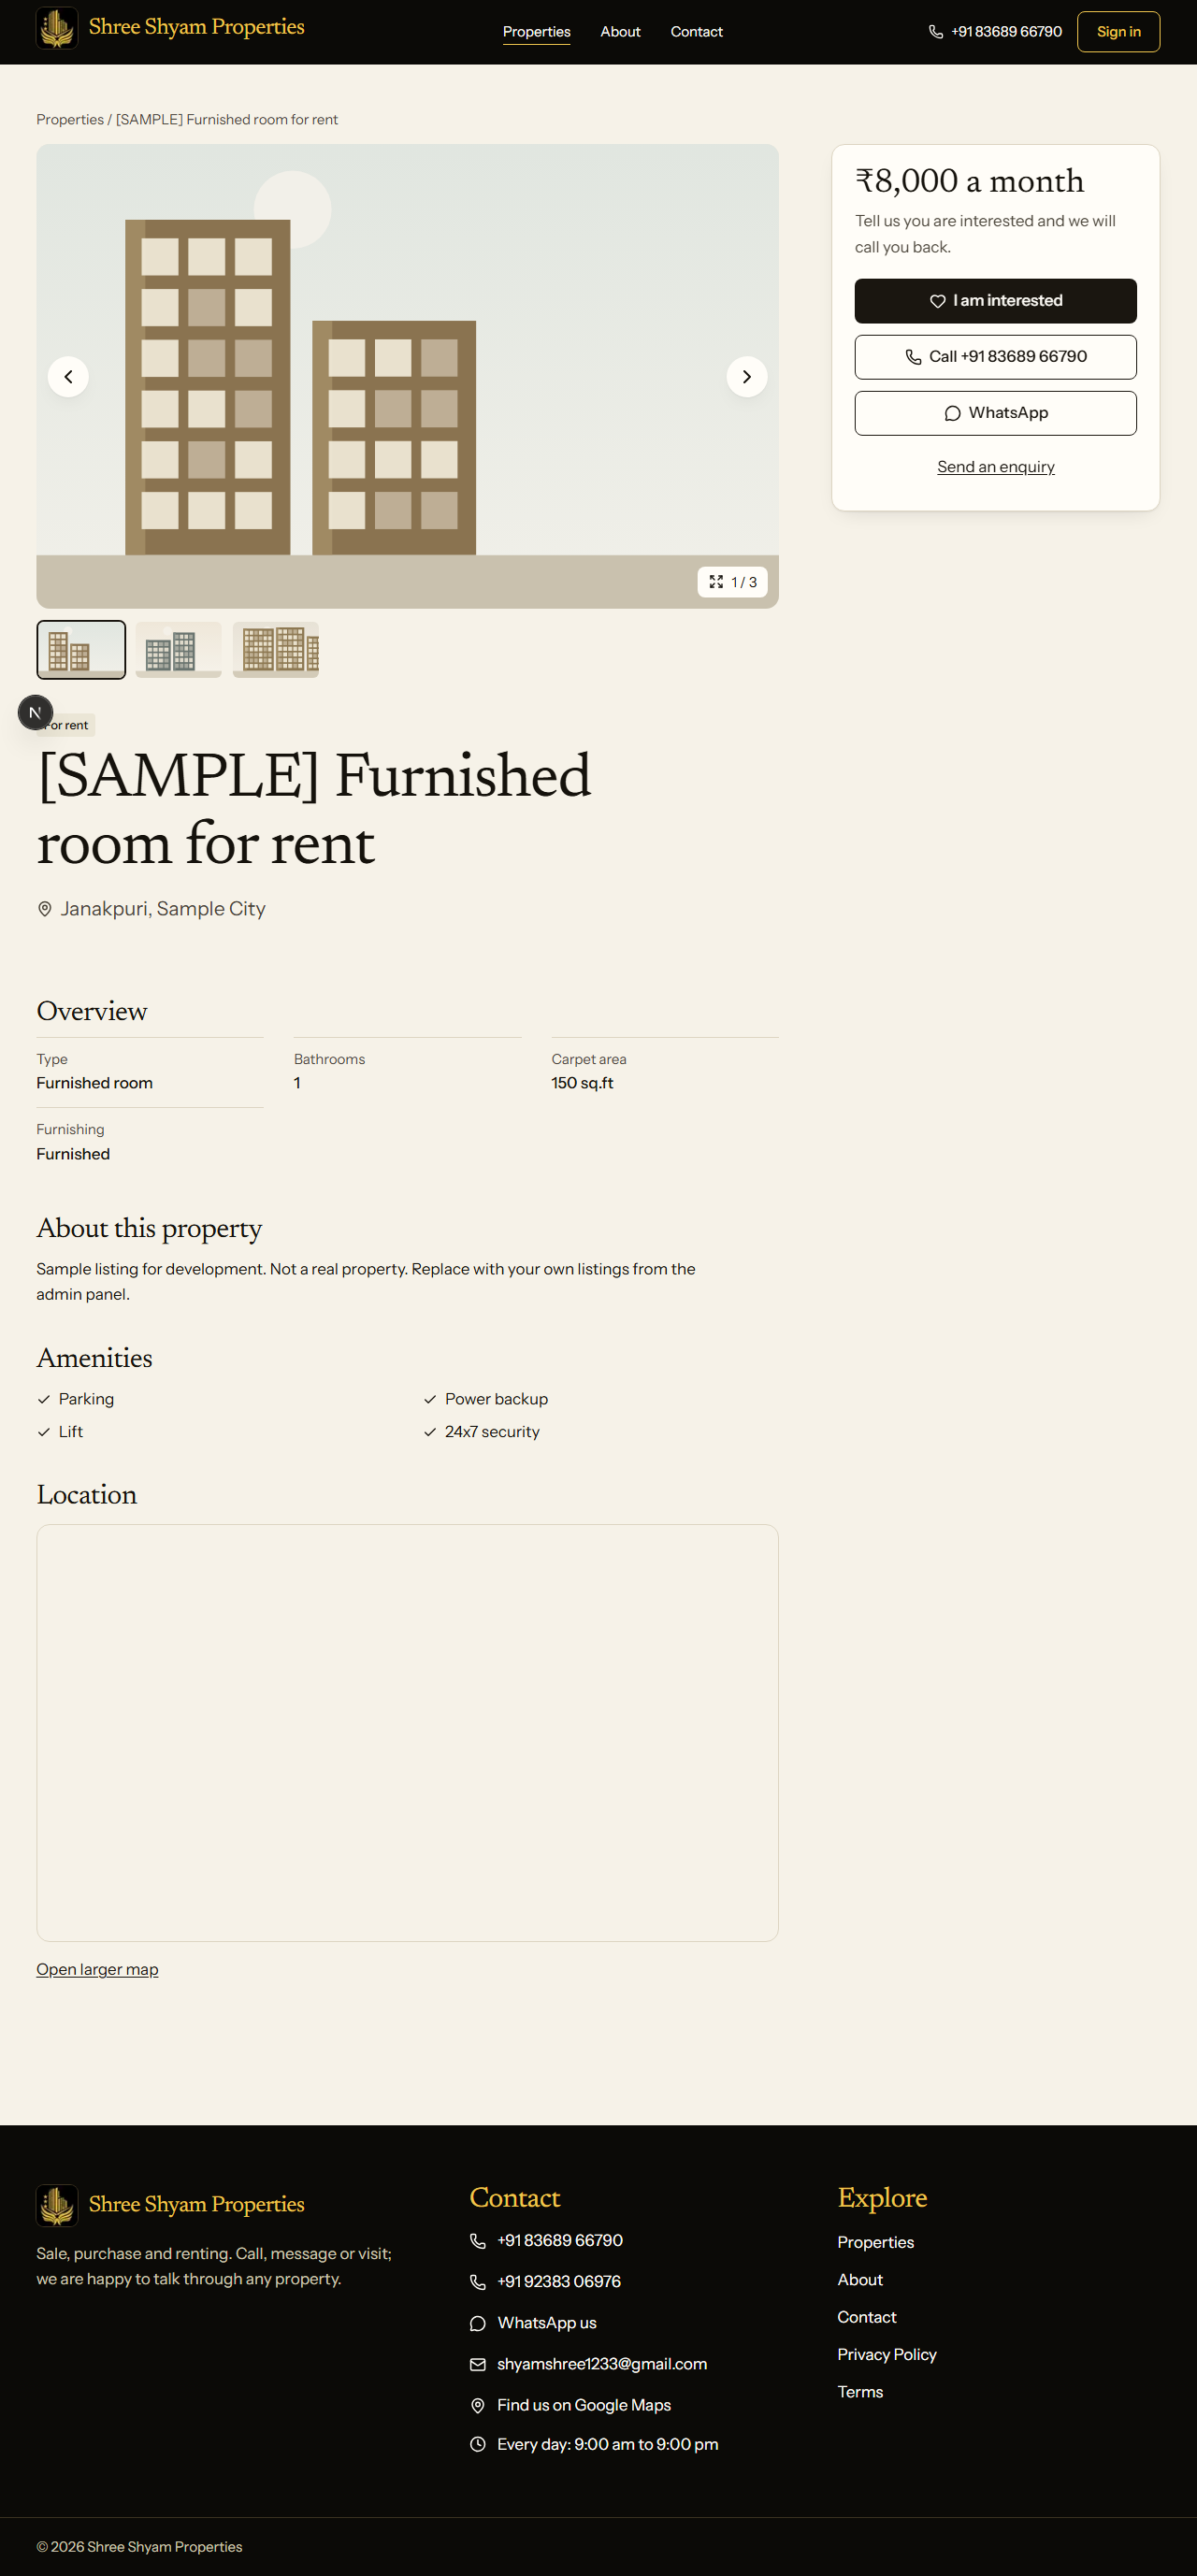 Shree Shyam Properties
Properties
About
Contact
+91 83689 66790
Sign in
Properties / [SAMPLE] Furnished room for rent
₹8,000 a month
Tell us you are interested and we will
call you back.
I am interested
Call +91 83689 66790
WhatsApp
Send an enquiry
1 / 3
N
For rent
[SAMPLE] Furnished
room for rent
Janakpuri, Sample City
Overview
Type
Furnished room
Bathrooms
1
Carpet area
150 sq.ft
Furnishing
Furnished
About this property
Sample listing for development. Not a real property. Replace with your own listings from the
admin panel.
Amenities
Parking
Power backup
Lift
24x7 security
Location
Open larger map
Shree Shyam Properties
Sale, purchase and renting. Call, message or visit;
we are happy to talk through any property.
Contact
+91 83689 66790
+91 92383 06976
WhatsApp us
shyamshree1233@gmail.com
Find us on Google Maps
Every day: 9:00 am to 9:00 pm
Explore
Properties
About
Contact
Privacy Policy
Terms
© 2026 Shree Shyam Properties